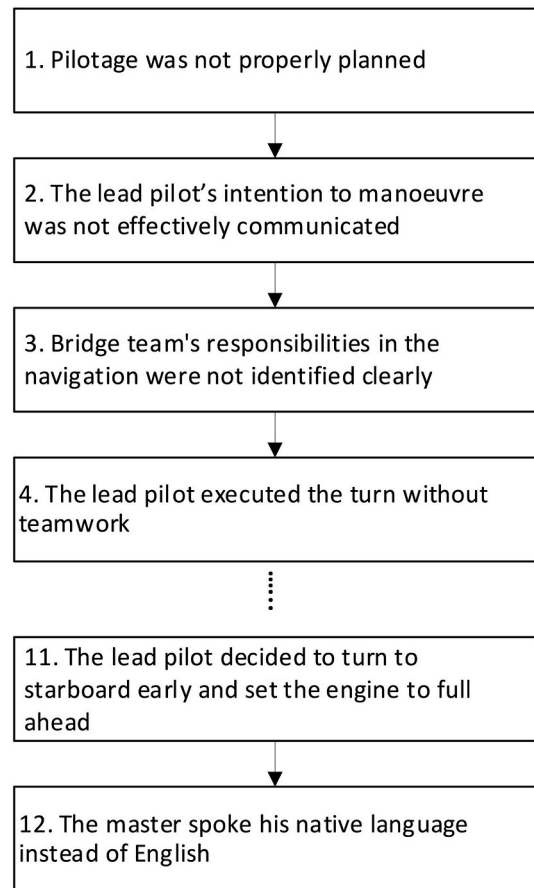 1. Pilotage was not properly planned
2. The lead pilot’s intention to manoeuvre
was not effectively communicated
3. Bridge team's responsibilities in the
navigation were not identified clearly
4. The lead pilot executed the turn without
teamwork
11. The lead pilot decided to turn to
starboard early and set the engine to full
ahead
12. The master spoke his native language
instead of English